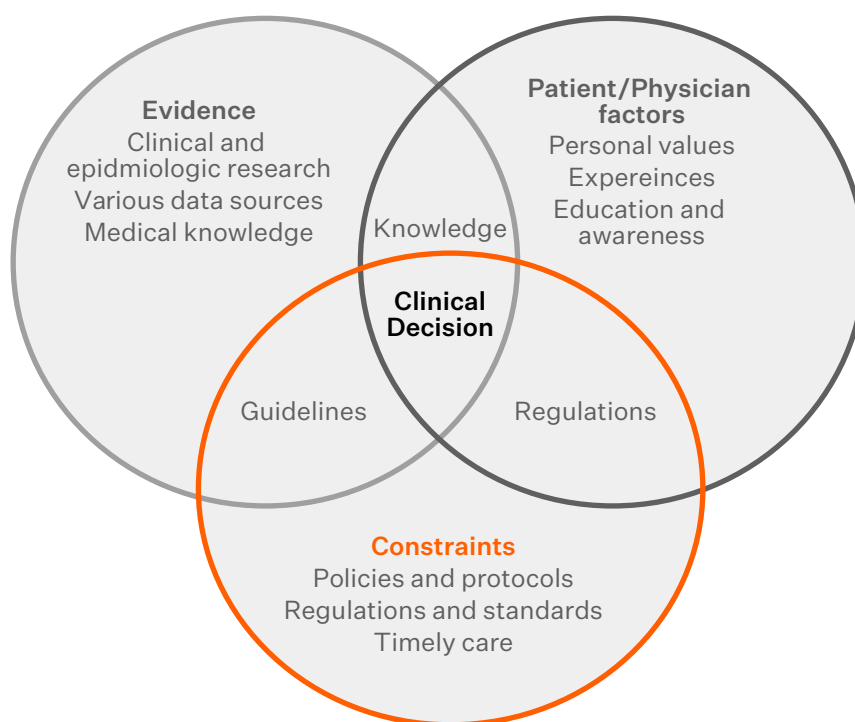 Evidence
Clinical and
epidmiologic research
Various data sources
Medical knowledge
Patient/Physician
factors
Personal values
Expereinces
Education and
awareness
Knowledge
Clinical
Decision
Guidelines
Regulations
Constraints
Policies and protocols
Regulations and standards
Timely care